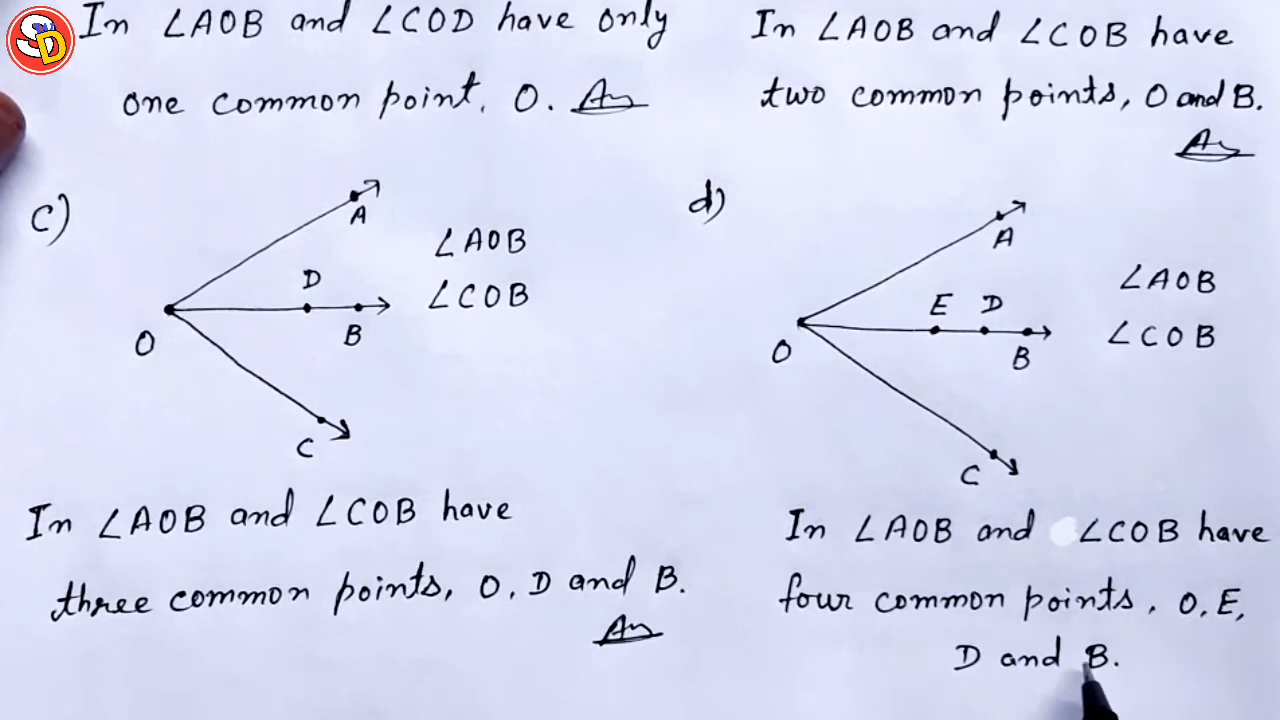 SD
In ∠AOB and ∠COD have only
one common point, O. Ans
In ∠AOB and ∠COB have
two common points, O and B.
Ans
c)
A
D
B
O
C
∠AOB
∠COB
d)
A
E D
B
O
C
∠AOB
∠COB
In ∠AOB and ∠COB have
three common points, O, D and B.
Ans
In ∠AOB and ∠COB have
four common points, O, E,
D and B.